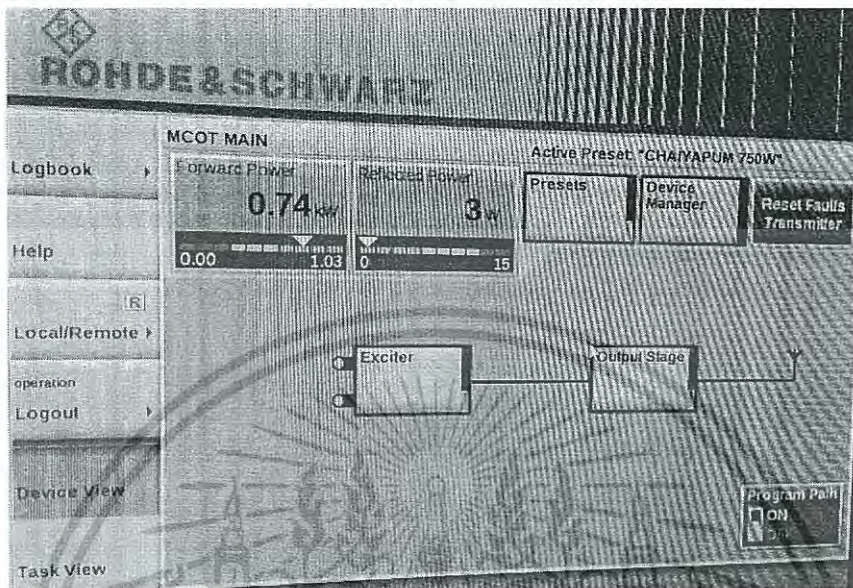 ROHDE&SCHWARZ
MCOT MAIN
Active Preset: "CHAIYAPUM 750W"
Logbook
Help
R
Local/Remote
operation
Logout
Device View
Task View
Forward Power
0.74 kW
0.00 1.03
Reflected Power
3 W
0 15
Presets
Device Manager
Reset Faults
Transmitter
Exciter
Output Stage
Program Path
ON